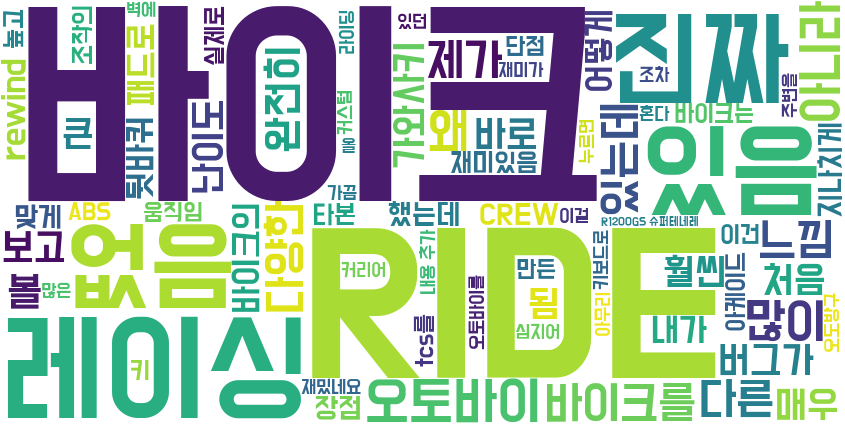 높고
조작의
벽에
패드로
실제로
바이크
완전히
라이딩
있던
단점
재미가
제가
어떻게
진짜
조차
주변을
아니라
rewind
큰
뒷바퀴
난이도
커스텀
올
가와사키
왜
바로
재미있음
누르면
혼다
바이크는
있는데
있음
지나치게
가끔
맞게
ABS
움직임
다양한
타본
했는데
CREW
이걸
R1200GS 슈퍼테네레
보고
없음
바이크의
RIDE
커리어
내용 추가
오토바이를
만든
됨
심지어
키보드로
아무리
이건
느낌
훨씬
처음
볼
많은
아케이드
많이
내가
레이싱
키
tcs를
버그가
재밌네요
장점
오토바이
바이크를
다른
매우